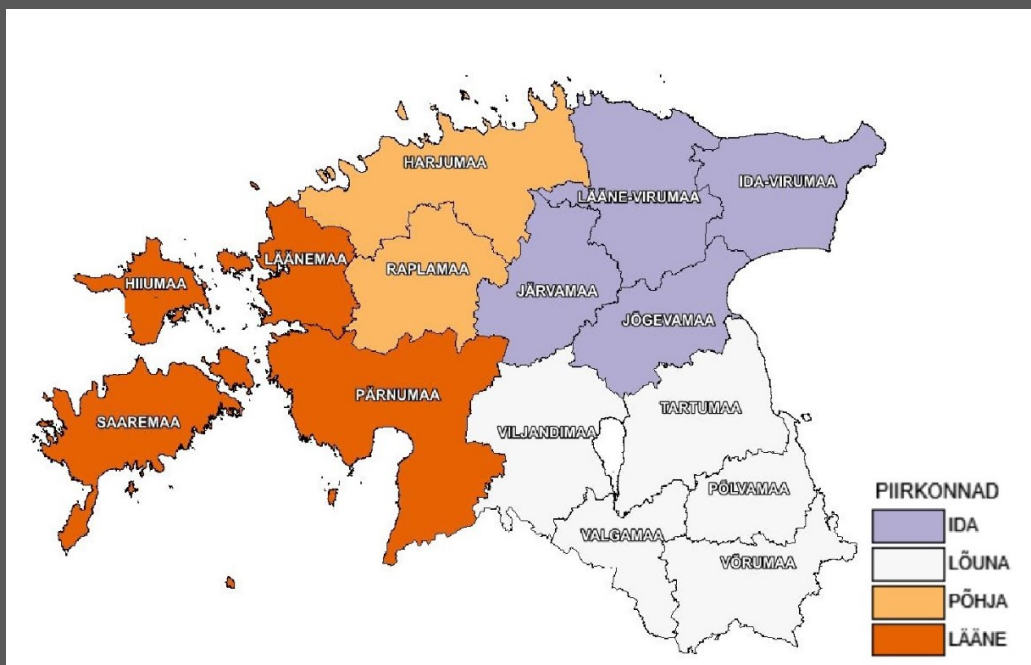 HARJUMAA
LÄÄNE-VIRUMAA
IDA-VIRUMAA
LÄÄNEMAA
RAPLAMAA
HIIUMAA
JÄRVAMAA
JÕGEVAMAA
PÄRNUMAA
SAAREMAA
TARTUMAA
VILJANDIMAA
PÕLVAMAA
VALGAMAA
VÕRUMAA
PIIRKONNAD
IDA
LÕUNA
PÕHJA
LÄÄNE